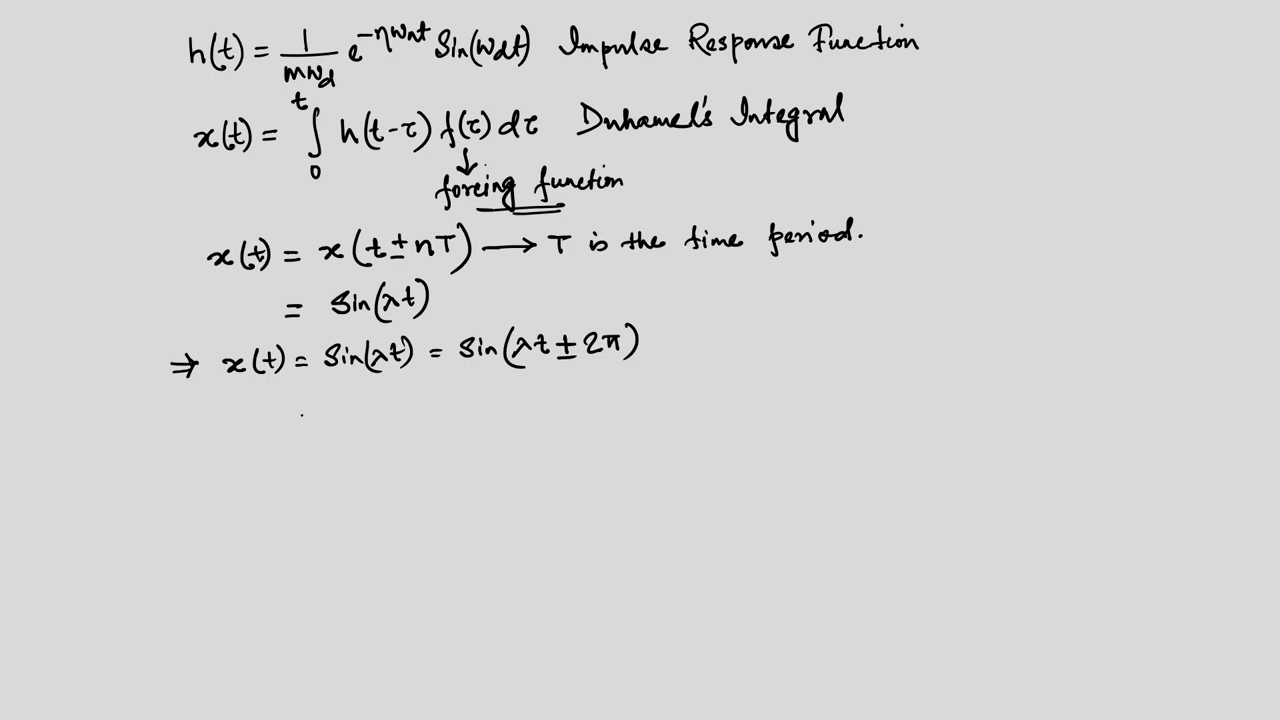 h(t) = 1/(mω_d) e^(-ηω_n t) Sin(ω_d t) Impulse Response Function
x(t) = ∫₀ᵗ h(t-τ) f(τ) dτ Duhamel's Integral
↓
forcing function
x(t) = x(t ± nT) ⟶ T is the time period.
= Sin(λt)
⇒ x(t) = Sin(λt) = Sin(λt ± 2π)